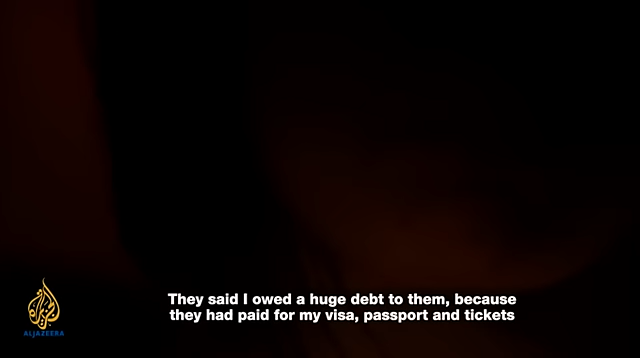 They said I owed a huge debt to them, because
they had paid for my visa, passport and tickets
ALJAZEERA